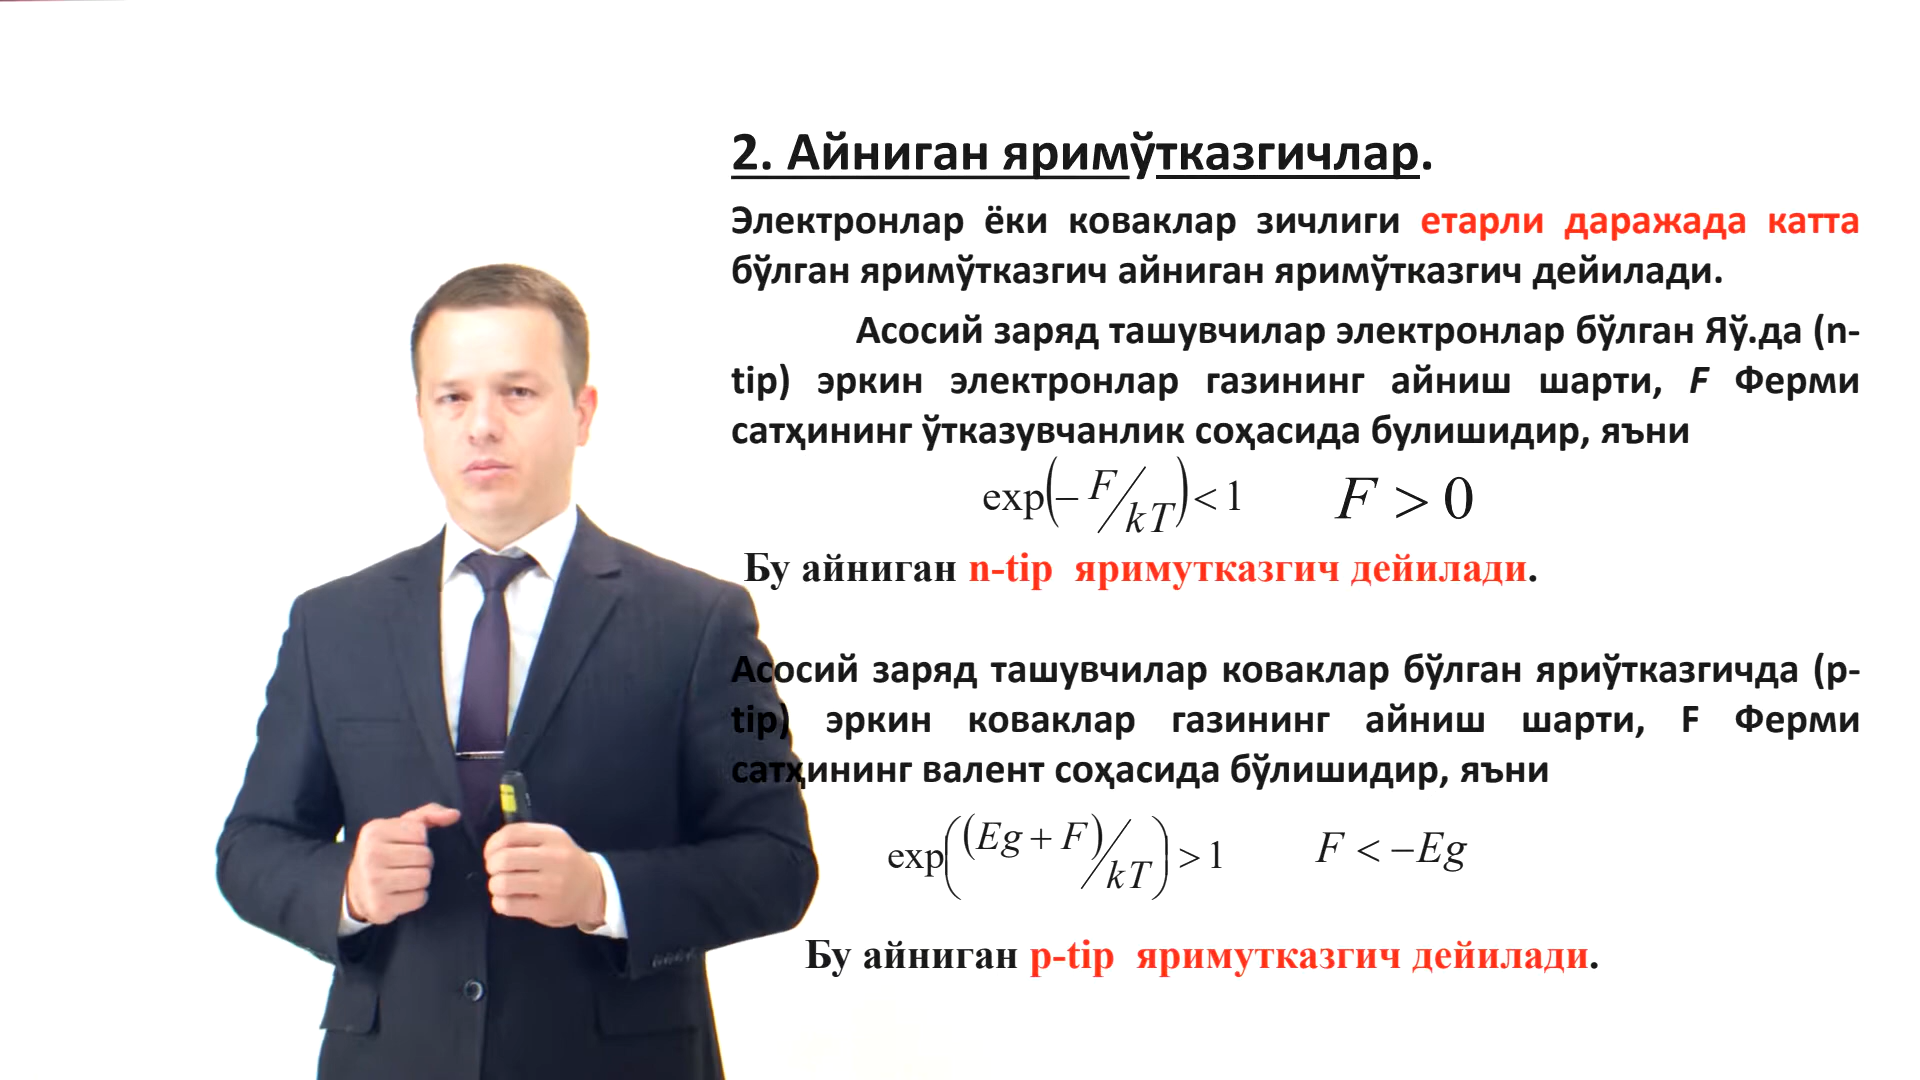 2. Айниган яримўтказгичлар.
Электронлар ёки коваклар зичлиги етарли даражада катта
бўлган яримўтказгич айниган яримўтказгич дейилади.
Асосий заряд ташувчилар электронлар бўлган Яў.да (n-
tip) эркин электронлар газининг айниш шарти, F Ферми
сатҳининг ўтказувчанлик соҳасида булишидир, яъни
exp(−F/kT) < 1 F > 0
Бу айниган n-tip яримутказгич дейилади.
Асосий заряд ташувчилар коваклар бўлган яриўтказгичда (p-
tip) эркин коваклар газининг айниш шарти, F Ферми
сатҳининг валент соҳасида бўлишидир, яъни
exp((Eg + F)/kT) > 1 F < −Eg
Бу айниган p-tip яримутказгич дейилади.